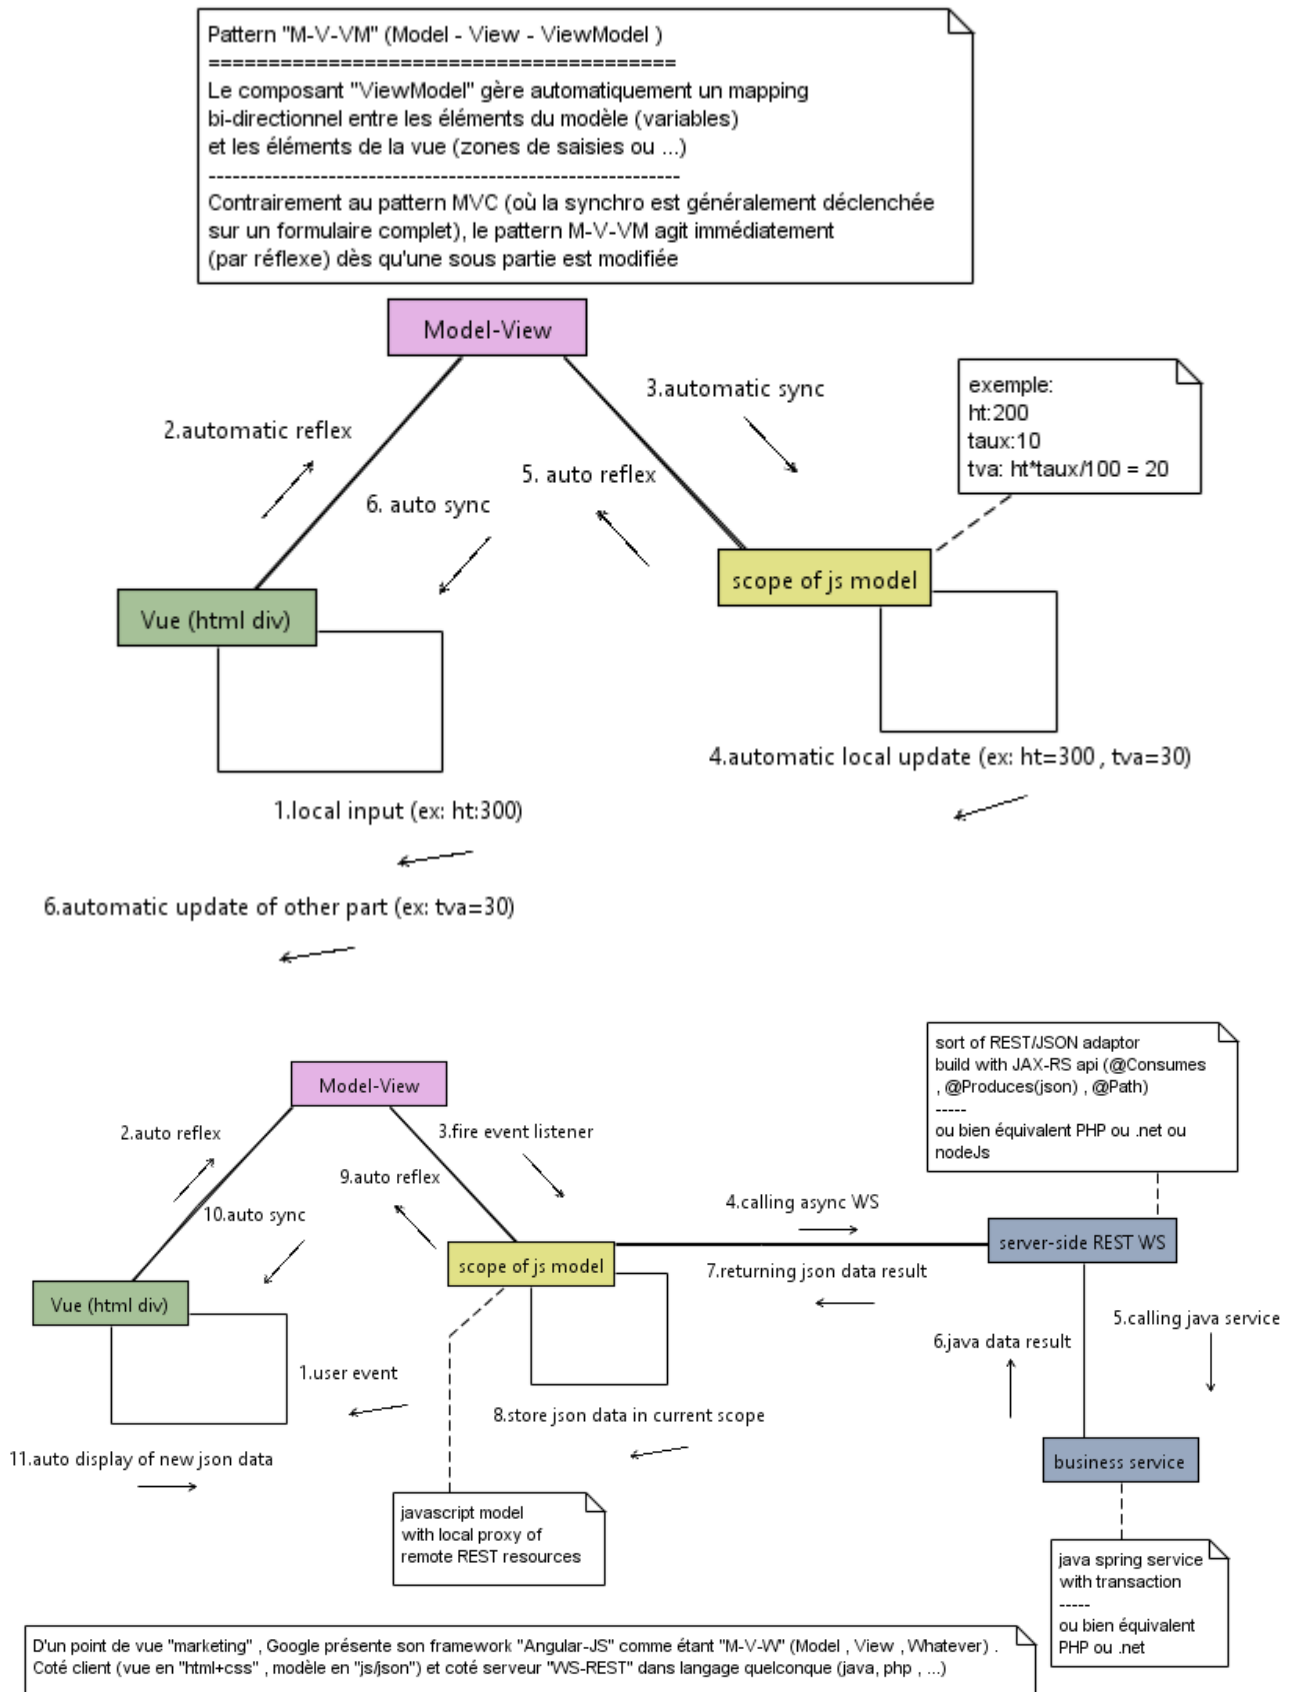 Pattern "M-V-VM" (Model - View - ViewModel )
=======================================
Le composant "ViewModel" gère automatiquement un mapping
bi-directionnel entre les éléments du modèle (variables)
et les éléments de la vue (zones de saisies ou ...)
-----------------------------------------------------------
Contrairement au pattern MVC (où la synchro est généralement déclenchée
sur un formulaire complet), le pattern M-V-VM agit immédiatement
(par réflexe) dès qu'une sous partie est modifiée
Model-View
3.automatic sync
exemple:
ht:200
taux:10
tva: ht*taux/100 = 20
2.automatic reflex
5. auto reflex
6. auto sync
scope of js model
Vue (html div)
4.automatic local update (ex: ht=300 , tva=30)
1.local input (ex: ht:300)
6.automatic update of other part (ex: tva=30)
sort of REST/JSON adaptor
build with JAX-RS api (@Consumes
, @Produces(json) , @Path)
-----
ou bien équivalent PHP ou .net ou
nodeJs
Model-View
2.auto reflex
3.fire event listener
9.auto reflex
10.auto sync
4.calling async WS
server-side REST WS
scope of js model
7.returning json data result
Vue (html div)
5.calling java service
6.java data result
1.user event
8.store json data in current scope
11.auto display of new json data
business service
javascript model
with local proxy of
remote REST resources
java spring service
with transaction
-----
ou bien équivalent
PHP ou .net
D'un point de vue "marketing" , Google présente son framework "Angular-JS" comme étant "M-V-W" (Model , View , Whatever) .
Coté client (vue en "html+css" , modèle en "js/json") et coté serveur "WS-REST" dans langage quelconque (java, php , ...)